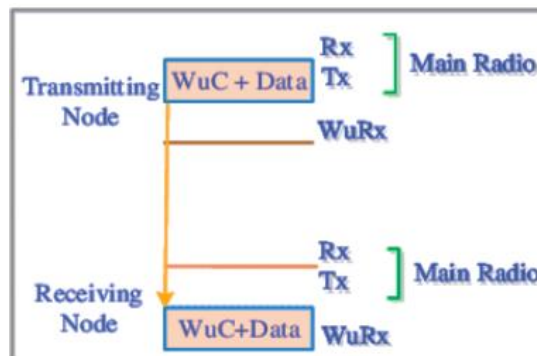 Rx
WuC + Data Tx Main Radio
Transmitting
Node
WuRx
Rx
Tx Main Radio
Receiving
Node
WuC+Data WuRx